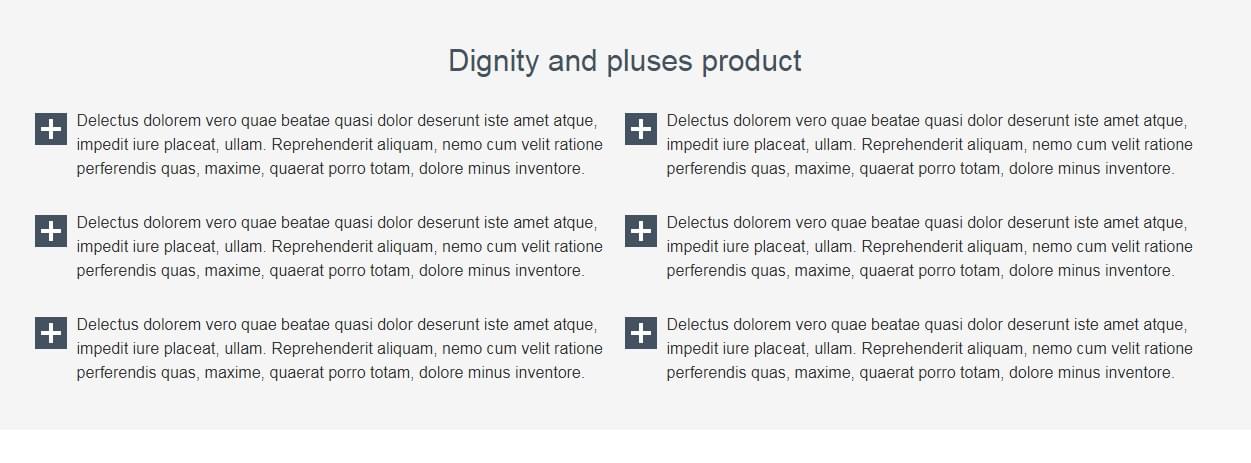 Dignity and pluses product
Delectus dolorem vero quae beatae quasi dolor deserunt iste amet atque,
impedit iure placeat, ullam. Reprehenderit aliquam, nemo cum velit ratione
perferendis quas, maxime, quaerat porro totam, dolore minus inventore.
Delectus dolorem vero quae beatae quasi dolor deserunt iste amet atque,
impedit iure placeat, ullam. Reprehenderit aliquam, nemo cum velit ratione
perferendis quas, maxime, quaerat porro totam, dolore minus inventore.
Delectus dolorem vero quae beatae quasi dolor deserunt iste amet atque,
impedit iure placeat, ullam. Reprehenderit aliquam, nemo cum velit ratione
perferendis quas, maxime, quaerat porro totam, dolore minus inventore.
Delectus dolorem vero quae beatae quasi dolor deserunt iste amet atque,
impedit iure placeat, ullam. Reprehenderit aliquam, nemo cum velit ratione
perferendis quas, maxime, quaerat porro totam, dolore minus inventore.
Delectus dolorem vero quae beatae quasi dolor deserunt iste amet atque,
impedit iure placeat, ullam. Reprehenderit aliquam, nemo cum velit ratione
perferendis quas, maxime, quaerat porro totam, dolore minus inventore.
Delectus dolorem vero quae beatae quasi dolor deserunt iste amet atque,
impedit iure placeat, ullam. Reprehenderit aliquam, nemo cum velit ratione
perferendis quas, maxime, quaerat porro totam, dolore minus inventore.